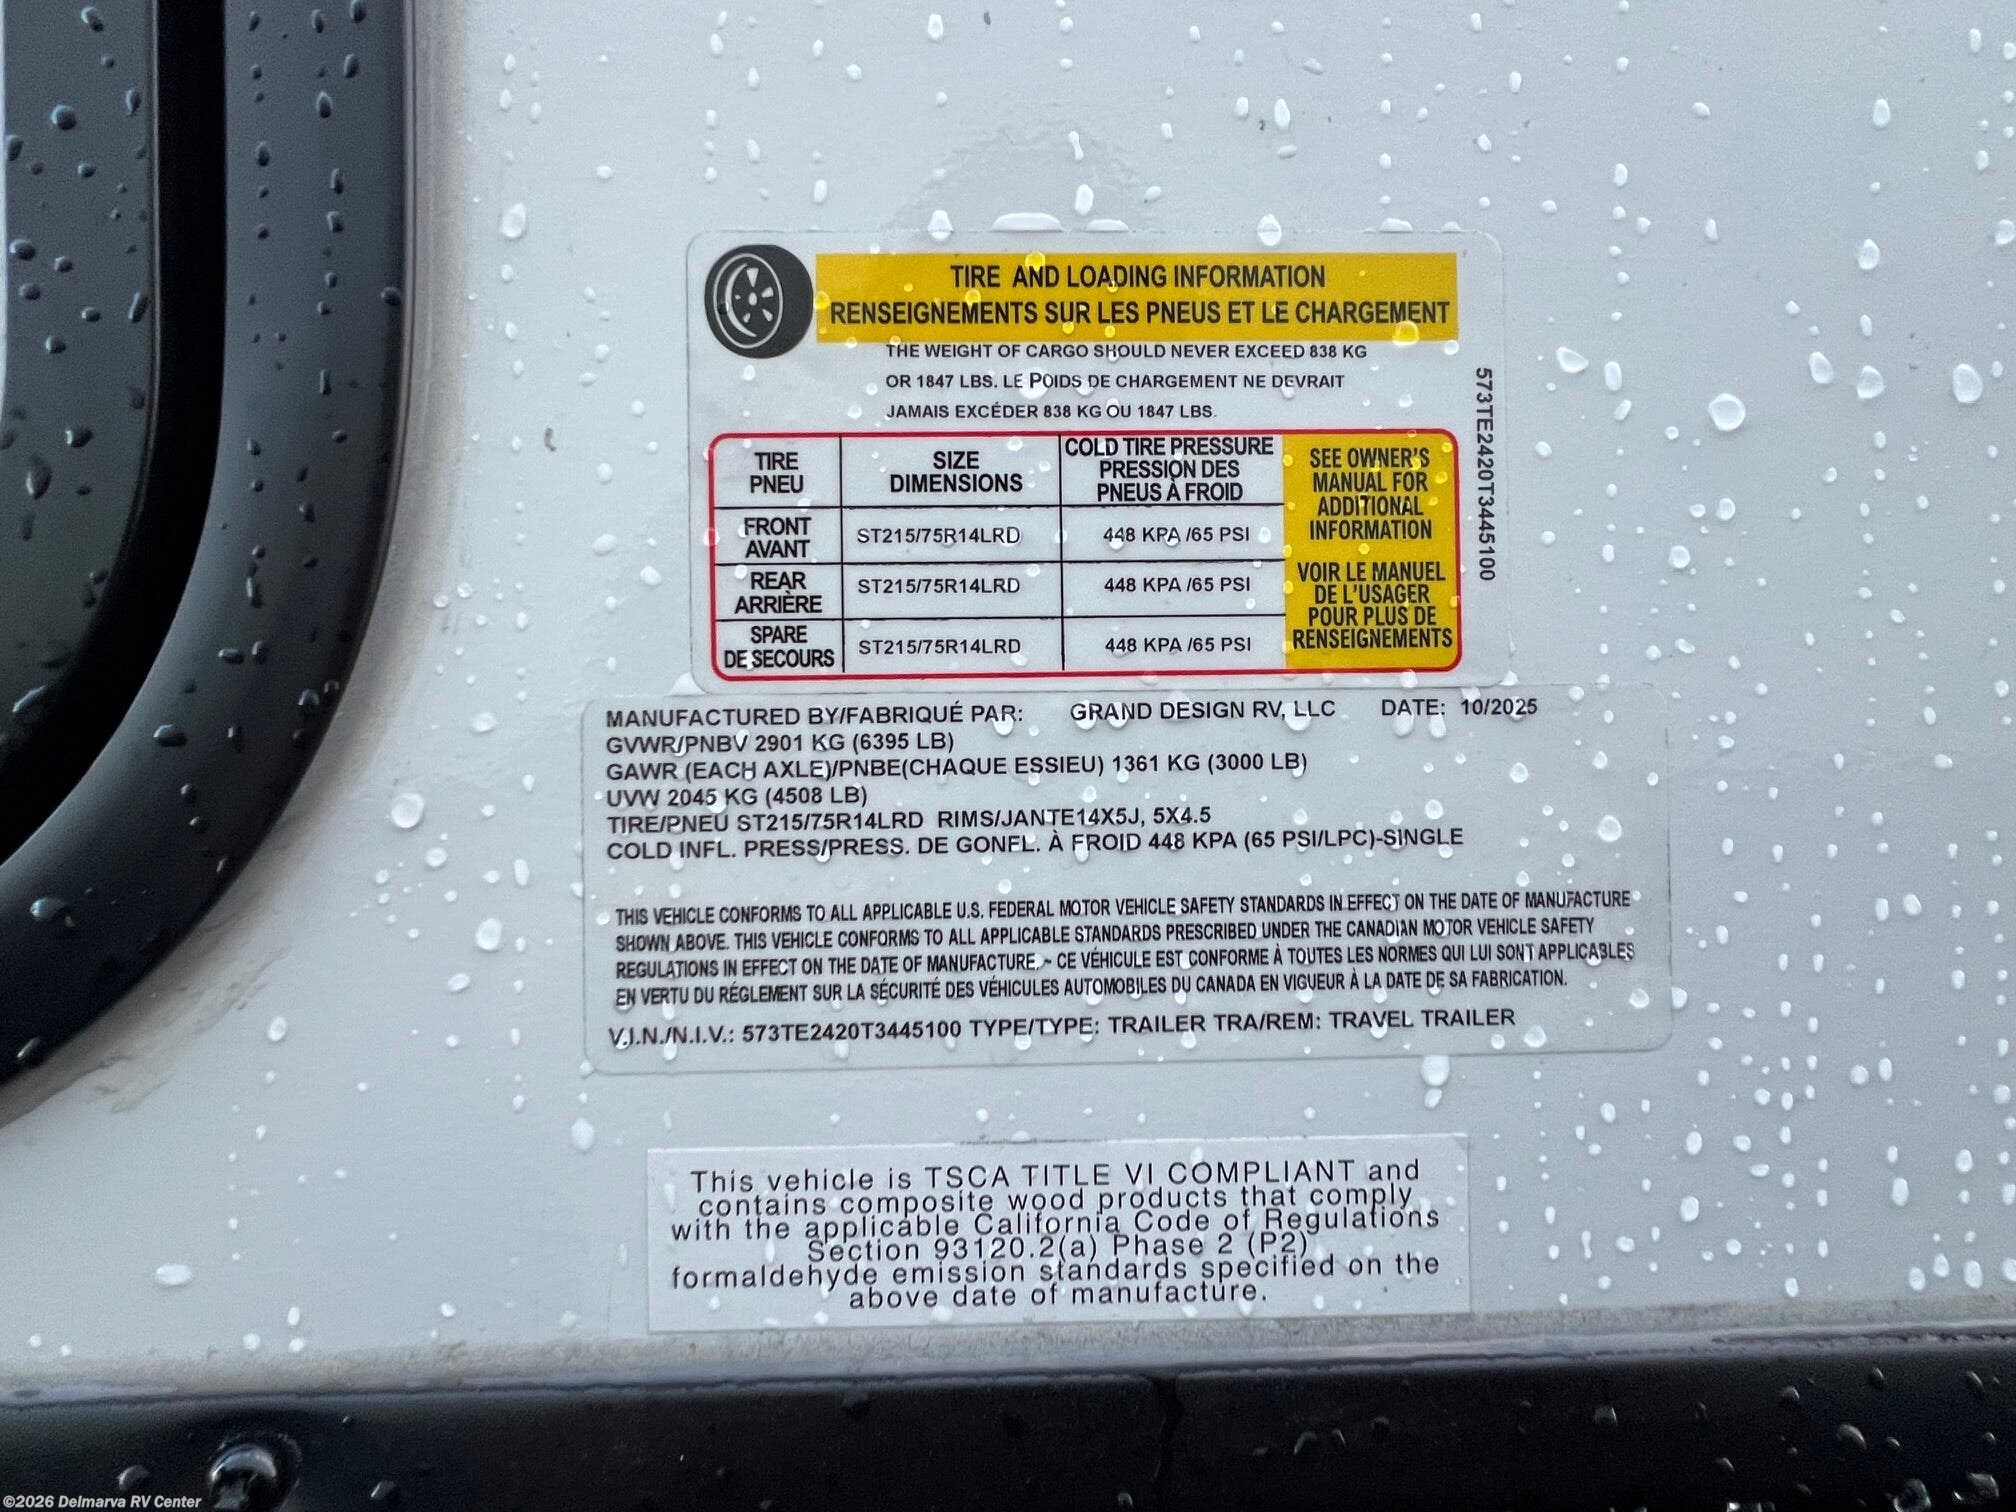 TIRE AND LOADING INFORMATION
RENSEIGNEMENTS SUR LES PNEUS ET LE CHARGEMENT
THE WEIGHT OF CARGO SHOULD NEVER EXCEED 838 KG
OR 1847 LBS. LE POIDS DE CHARGEMENT NE DEVRAIT
JAMAIS EXCÉDER 838 KG OU 1847 LBS.
573TE2420T3445100
TIRE
PNEU
SIZE
DIMENSIONS
COLD TIRE PRESSURE
PRESSION DES
PNEUS À FROID
FRONT
AVANT
ST215/75R14LRD
448 KPA /65 PSI
REAR
ARRIÈRE
ST215/75R14LRD
448 KPA /65 PSI
SPARE
DE SECOURS
ST215/75R14LRD
448 KPA /65 PSI
SEE OWNER'S
MANUAL FOR
ADDITIONAL
INFORMATION
VOIR LE MANUEL
DE L'USAGER
POUR PLUS DE
RENSEIGNEMENTS
MANUFACTURED BY/FABRIQUÉ PAR: GRAND DESIGN RV, LLC DATE: 10/2025
GVWR/PNBV 2901 KG (6395 LB)
GAWR (EACH AXLE)/PNBE(CHAQUE ESSIEU) 1361 KG (3000 LB)
UVW 2045 KG (4508 LB)
TIRE/PNEU ST215/75R14LRD RIMS/JANTE14X5J, 5X4.5
COLD INFL. PRESS/PRESS. DE GONFL. À FROID 448 KPA (65 PSI/LPC)-SINGLE
THIS VEHICLE CONFORMS TO ALL APPLICABLE U.S. FEDERAL MOTOR VEHICLE SAFETY STANDARDS IN EFFECT ON THE DATE OF MANUFACTURE
SHOWN ABOVE. THIS VEHICLE CONFORMS TO ALL APPLICABLE STANDARDS PRESCRIBED UNDER THE CANADIAN MOTOR VEHICLE SAFETY
REGULATIONS IN EFFECT ON THE DATE OF MANUFACTURE. ~ CE VÉHICULE EST CONFORME À TOUTES LES NORMES QUI LUI SONT APPLICABLES
EN VERTU DU RÉGLEMENT SUR LA SÉCURITÉ DES VÉHICULES AUTOMOBILES DU CANADA EN VIGUEUR À LA DATE DE SA FABRICATION.
V.I.N./N.I.V.: 573TE2420T3445100 TYPE/TYPE: TRAILER TRA/REM: TRAVEL TRAILER
This vehicle is TSCA TITLE VI COMPLIANT and
contains composite wood products that comply
with the applicable California Code of Regulations
Section 93120.2(a) Phase 2 (P2)
formaldehyde emission standards specified on the
above date of manufacture.
©2026 Delmarva RV Center